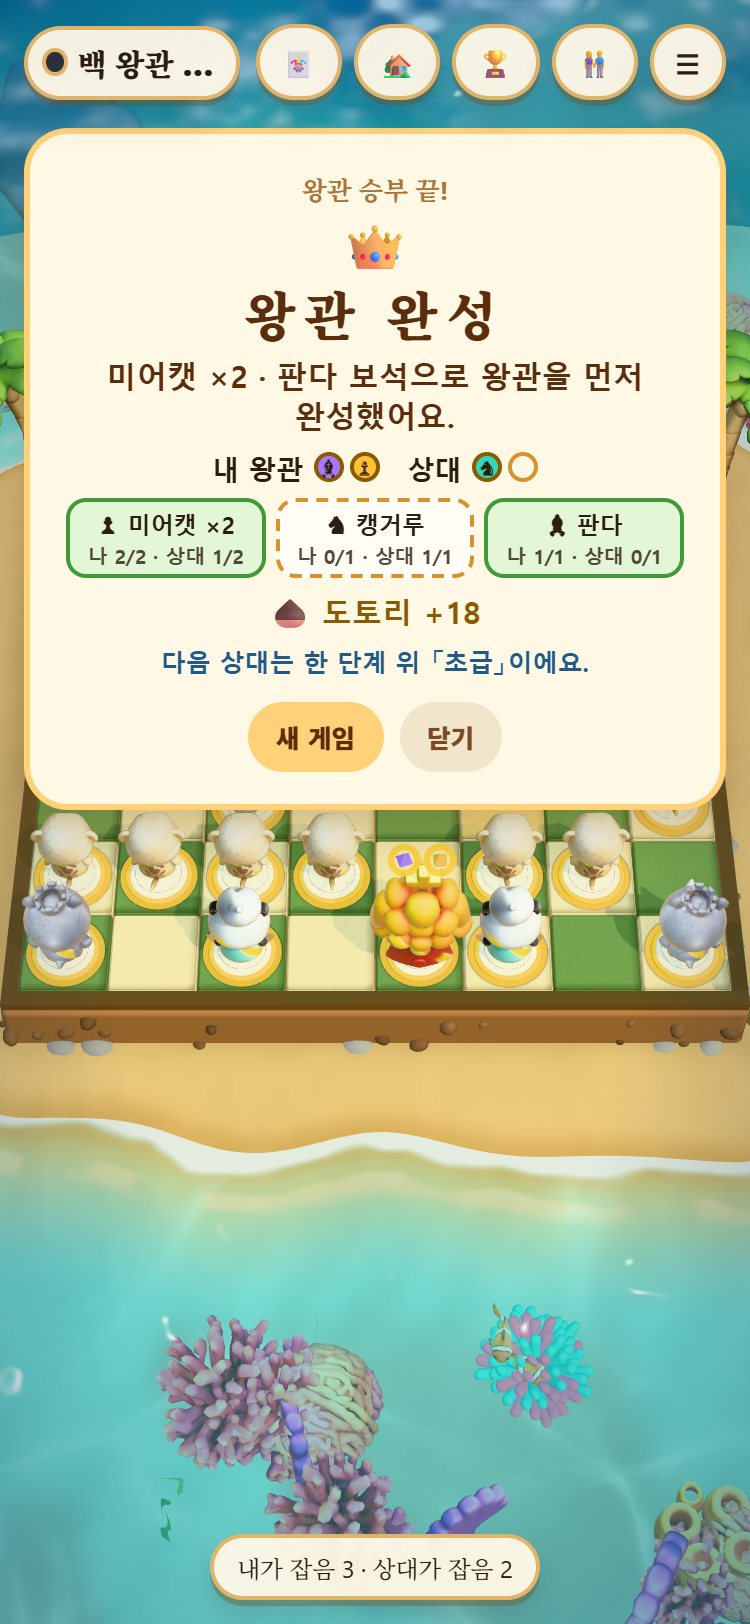 백 왕관 ...
왕관 승부 끝!
왕관 완성
미어캣 ×2 · 판다 보석으로 왕관을 먼저
완성했어요.
내 왕관 상대
미어캣 ×2
나 2/2 · 상대 1/2
캥거루
나 0/1 · 상대 1/1
판다
나 1/1 · 상대 0/1
도토리 +18
다음 상대는 한 단계 위 「초급」이에요.
새 게임 닫기
내가 잡음 3 · 상대가 잡음 2